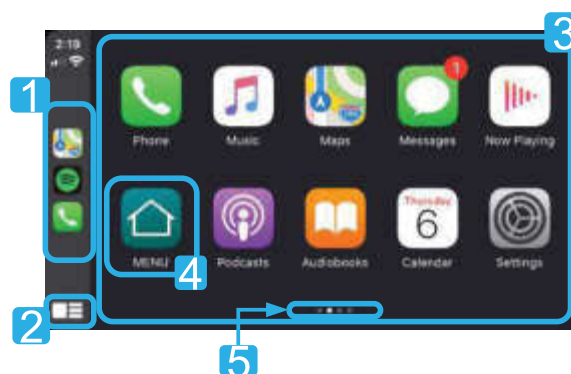 3
2:19
1
1
Phone
Music
Maps
Messages
Now Playing
Thursday
6
MENU
4
Podcasts
Audiobooks
Calendar
Settings
2
5